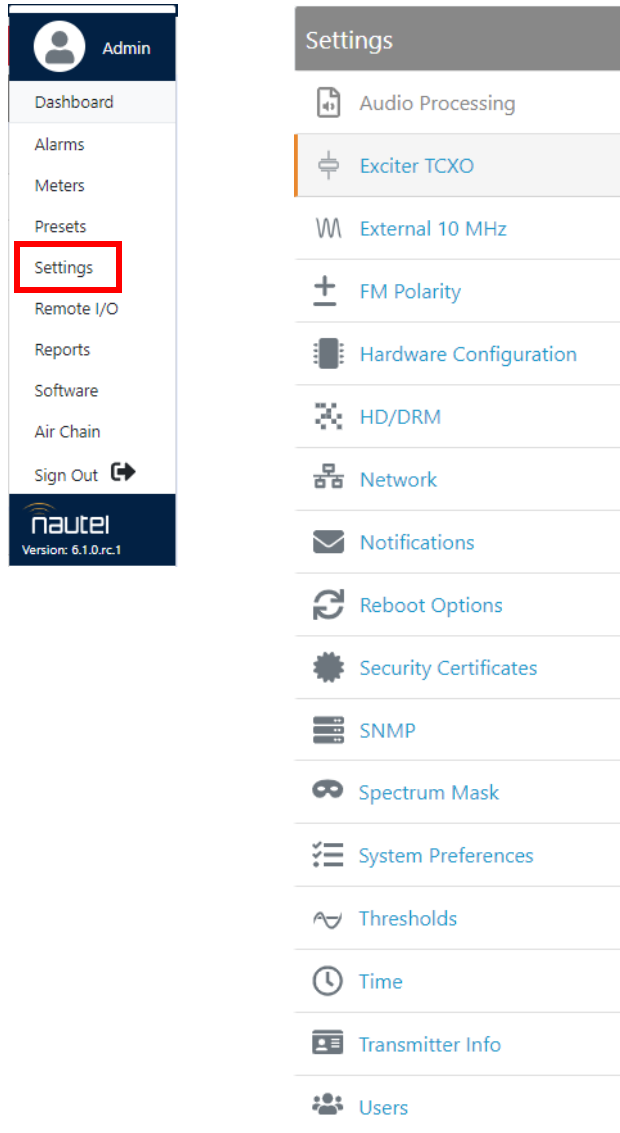 Admin
Dashboard
Alarms
Meters
Presets
Settings
Remote I/O
Reports
Software
Air Chain
Sign Out
nautel
Version: 6.1.0.rc.1
Settings
Audio Processing
Exciter TCXO
External 10 MHz
FM Polarity
Hardware Configuration
HD/DRM
Network
Notifications
Reboot Options
Security Certificates
SNMP
Spectrum Mask
System Preferences
Thresholds
Time
Transmitter Info
Users